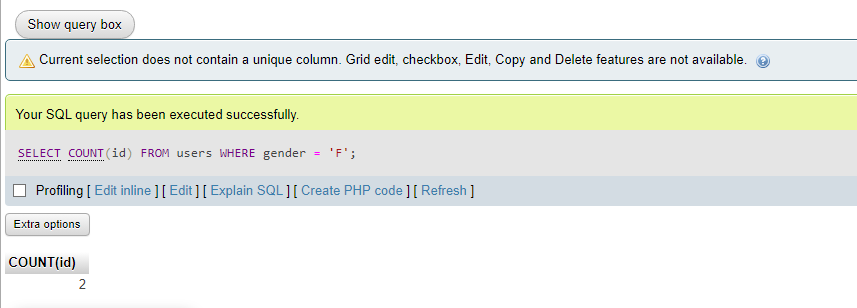 Show query box
Current selection does not contain a unique column. Grid edit, checkbox, Edit, Copy and Delete features are not available.
Your SQL query has been executed successfully.
SELECT COUNT(id) FROM users WHERE gender = 'F';
Profiling [ Edit inline ] [ Edit ] [ Explain SQL ] [ Create PHP code ] [ Refresh ]
Extra options
COUNT(id)
2